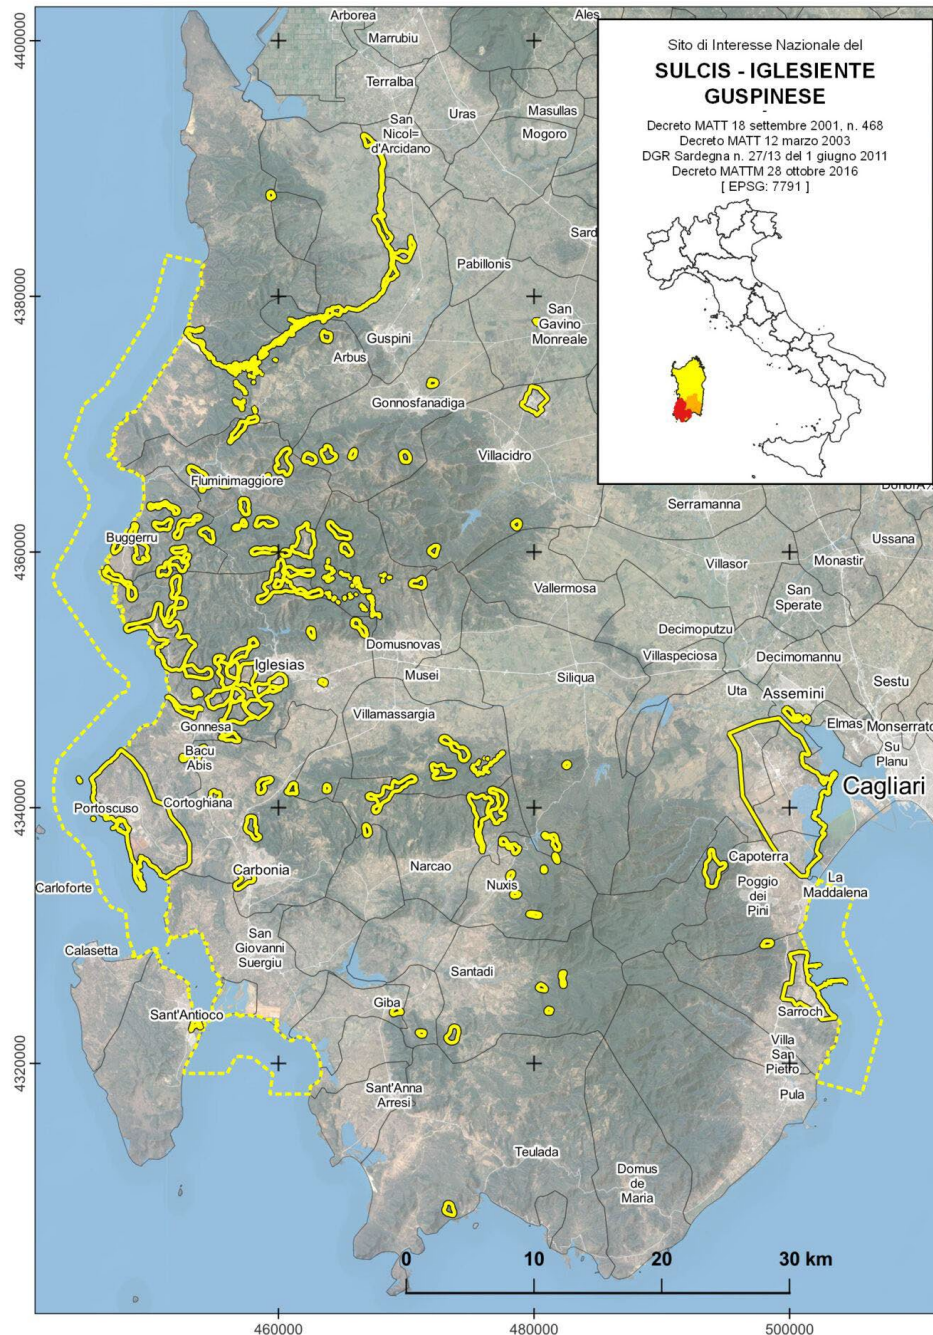 4400000
Arborea
Ales
Marrubiu
Terralba
San
Nicol=
d'Arcidano
Uras
Masullas
Mogoro
Sito di Interesse Nazionale del
SULCIS - IGLESIENTE
GUSPINESE
-
Decreto MATT 18 settembre 2001, n. 468
Decreto MATT 12 marzo 2003
DGR Sardegna n. 27/13 del 1 giugno 2011
Decreto MATTM 28 ottobre 2016
[ EPSG: 7791 ]
Sard
Pabillonis
4380000
San
Gavino
Monreale
Guspini
Arbus
Gonnosfanadiga
Villacidro
Fluminimaggiore
Serramanna
Buggerru
Ussana
4360000
Villasor
Monastir
Vallermosa
San
Sperate
Decimoputzu
Domusnovas
Villaspeciosa
Decimomannu
Iglesias
Musei
Siliqua
Sestu
Uta
Assemini
Villamassargia
Gonnesa
Elmas
Monserrato
Su
Planu
Bacu
Abis
Cagliari
Portoscuso
Cortoghiana
4340000
Capoterra
Narcao
Carbonia
Nuxis
Carloforte
La
Maddalena
Poggio
dei
Pini
San
Giovanni
Suergiu
Calasetta
Santadi
Giba
Sant'Antioco
Sarroch
Villa
San
Pietro
4320000
Sant'Anna
Arresi
Pula
Teulada
Domus
de
Maria
0 10 20 30 km
460000 480000 500000